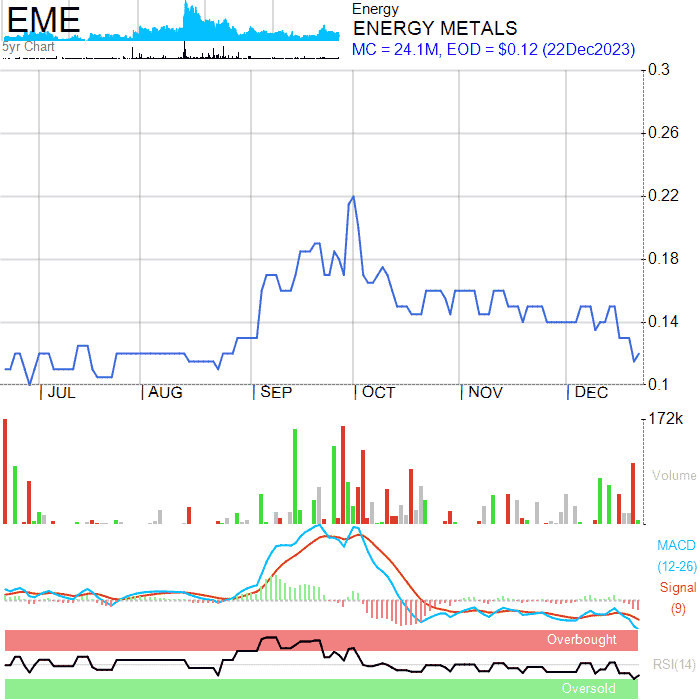 EME
5yr Chart
Energy
ENERGY METALS
MC = 24.1M, EOD = $0.12 (22Dec2023)
0.3
0.26
0.22
0.18
0.14
0.1
JUL AUG SEP OCT NOV DEC
172k
Volume
MACD
(12-26)
Signal
(9)
Overbought
RSI(14)
Oversold